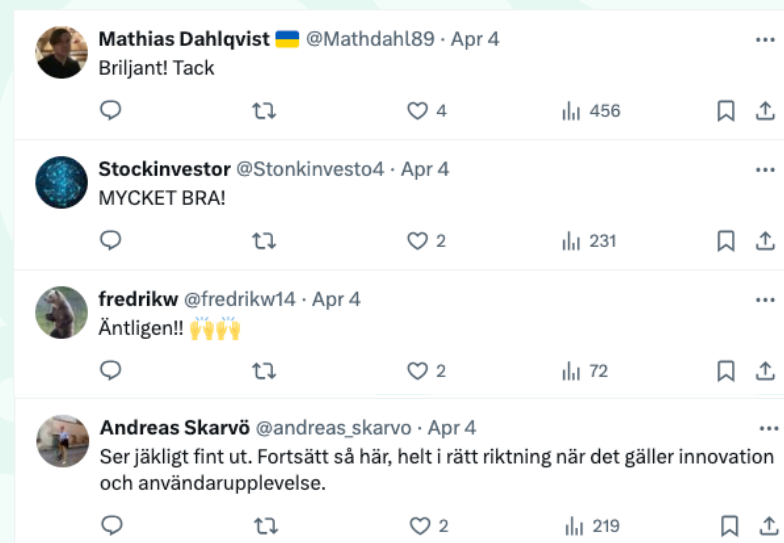 Mathias Dahlqvist 🇺🇦 @Mathdahl89 · Apr 4
Briljant! Tack
4 456
Stockinvestor @Stonkinvesto4 · Apr 4
MYCKET BRA!
2 231
fredrikw @fredrikw14 · Apr 4
Äntligen!! 🙌🙌
2 72
Andreas Skarvö @andreas_skarvo · Apr 4
Ser jäkligt fint ut. Fortsätt så här, helt i rätt riktning när det gäller innovation
och användarupplevelse.
2 219